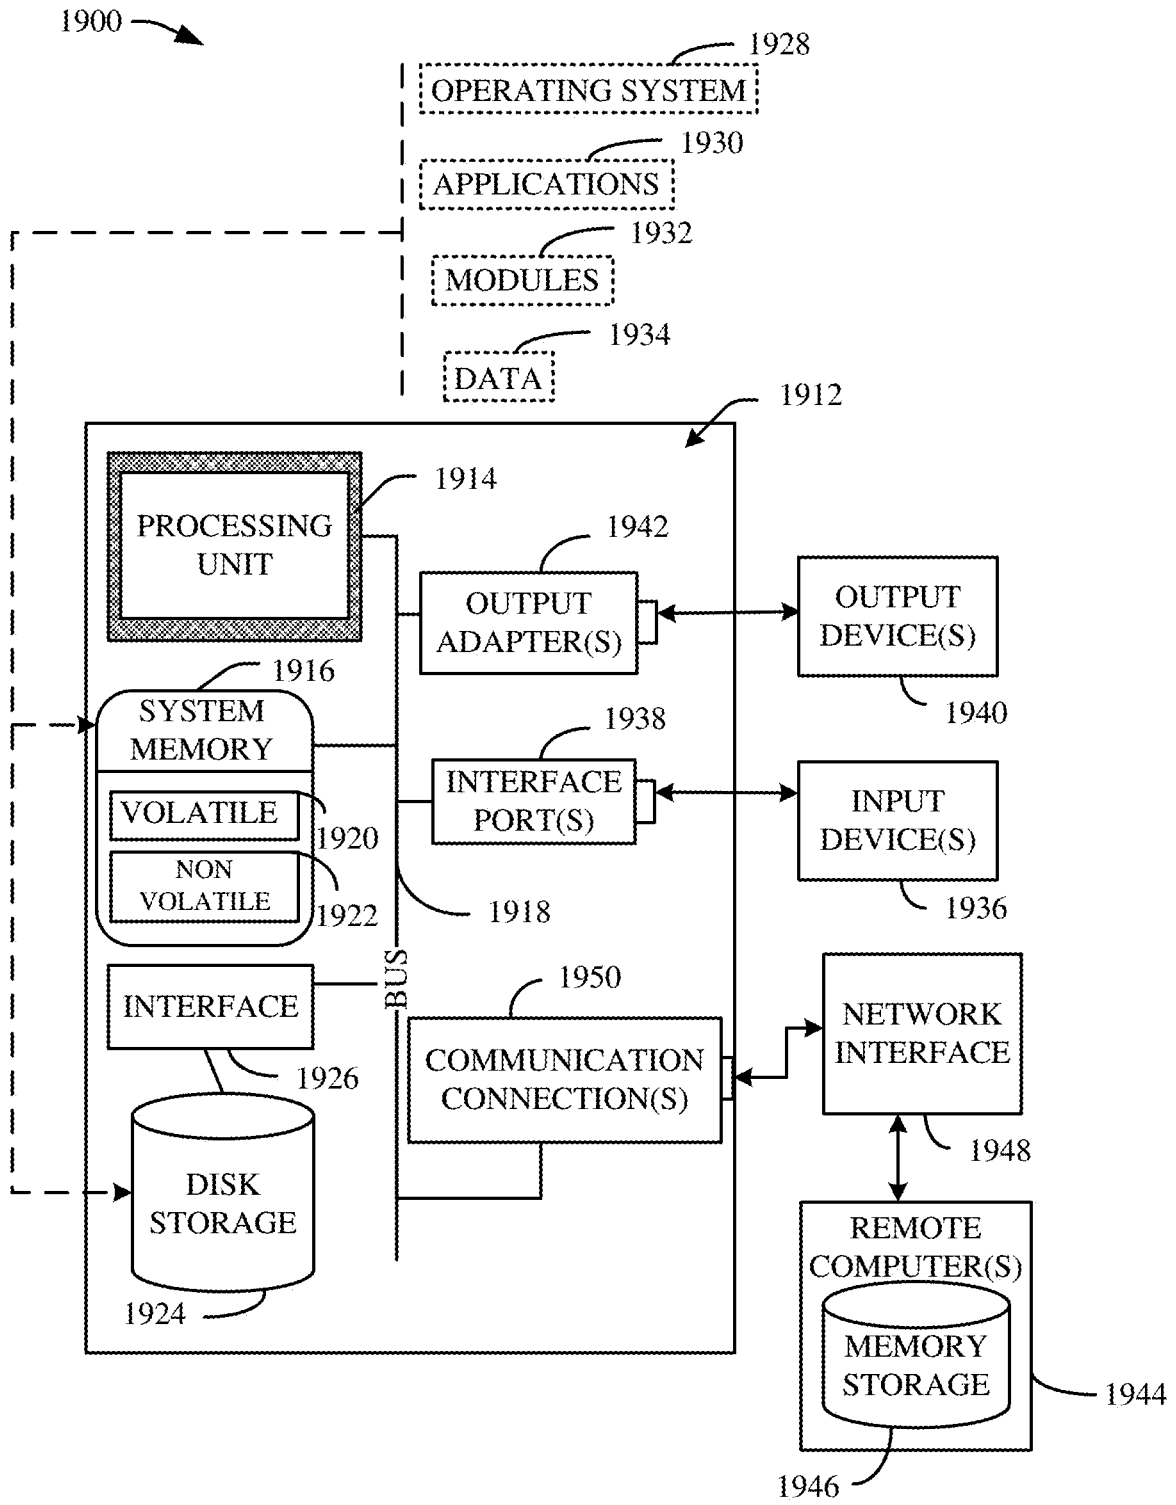 1900
1928
OPERATING SYSTEM
1930
APPLICATIONS
1932
MODULES
1934
DATA
1912
1914
PROCESSING
UNIT
1942
OUTPUT
ADAPTER(S)
OUTPUT
DEVICE(S)
1940
1916
SYSTEM
MEMORY
VOLATILE
1920
NON
VOLATILE
1922
1938
INTERFACE
PORT(S)
INPUT
DEVICE(S)
1936
1918
BUS
INTERFACE
1926
1950
COMMUNICATION
CONNECTION(S)
NETWORK
INTERFACE
1948
DISK
STORAGE
1924
REMOTE
COMPUTER(S)
MEMORY
STORAGE
1944
1946